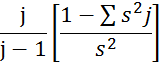 j/(j − 1) [(1 − ∑ s²j)/s²]